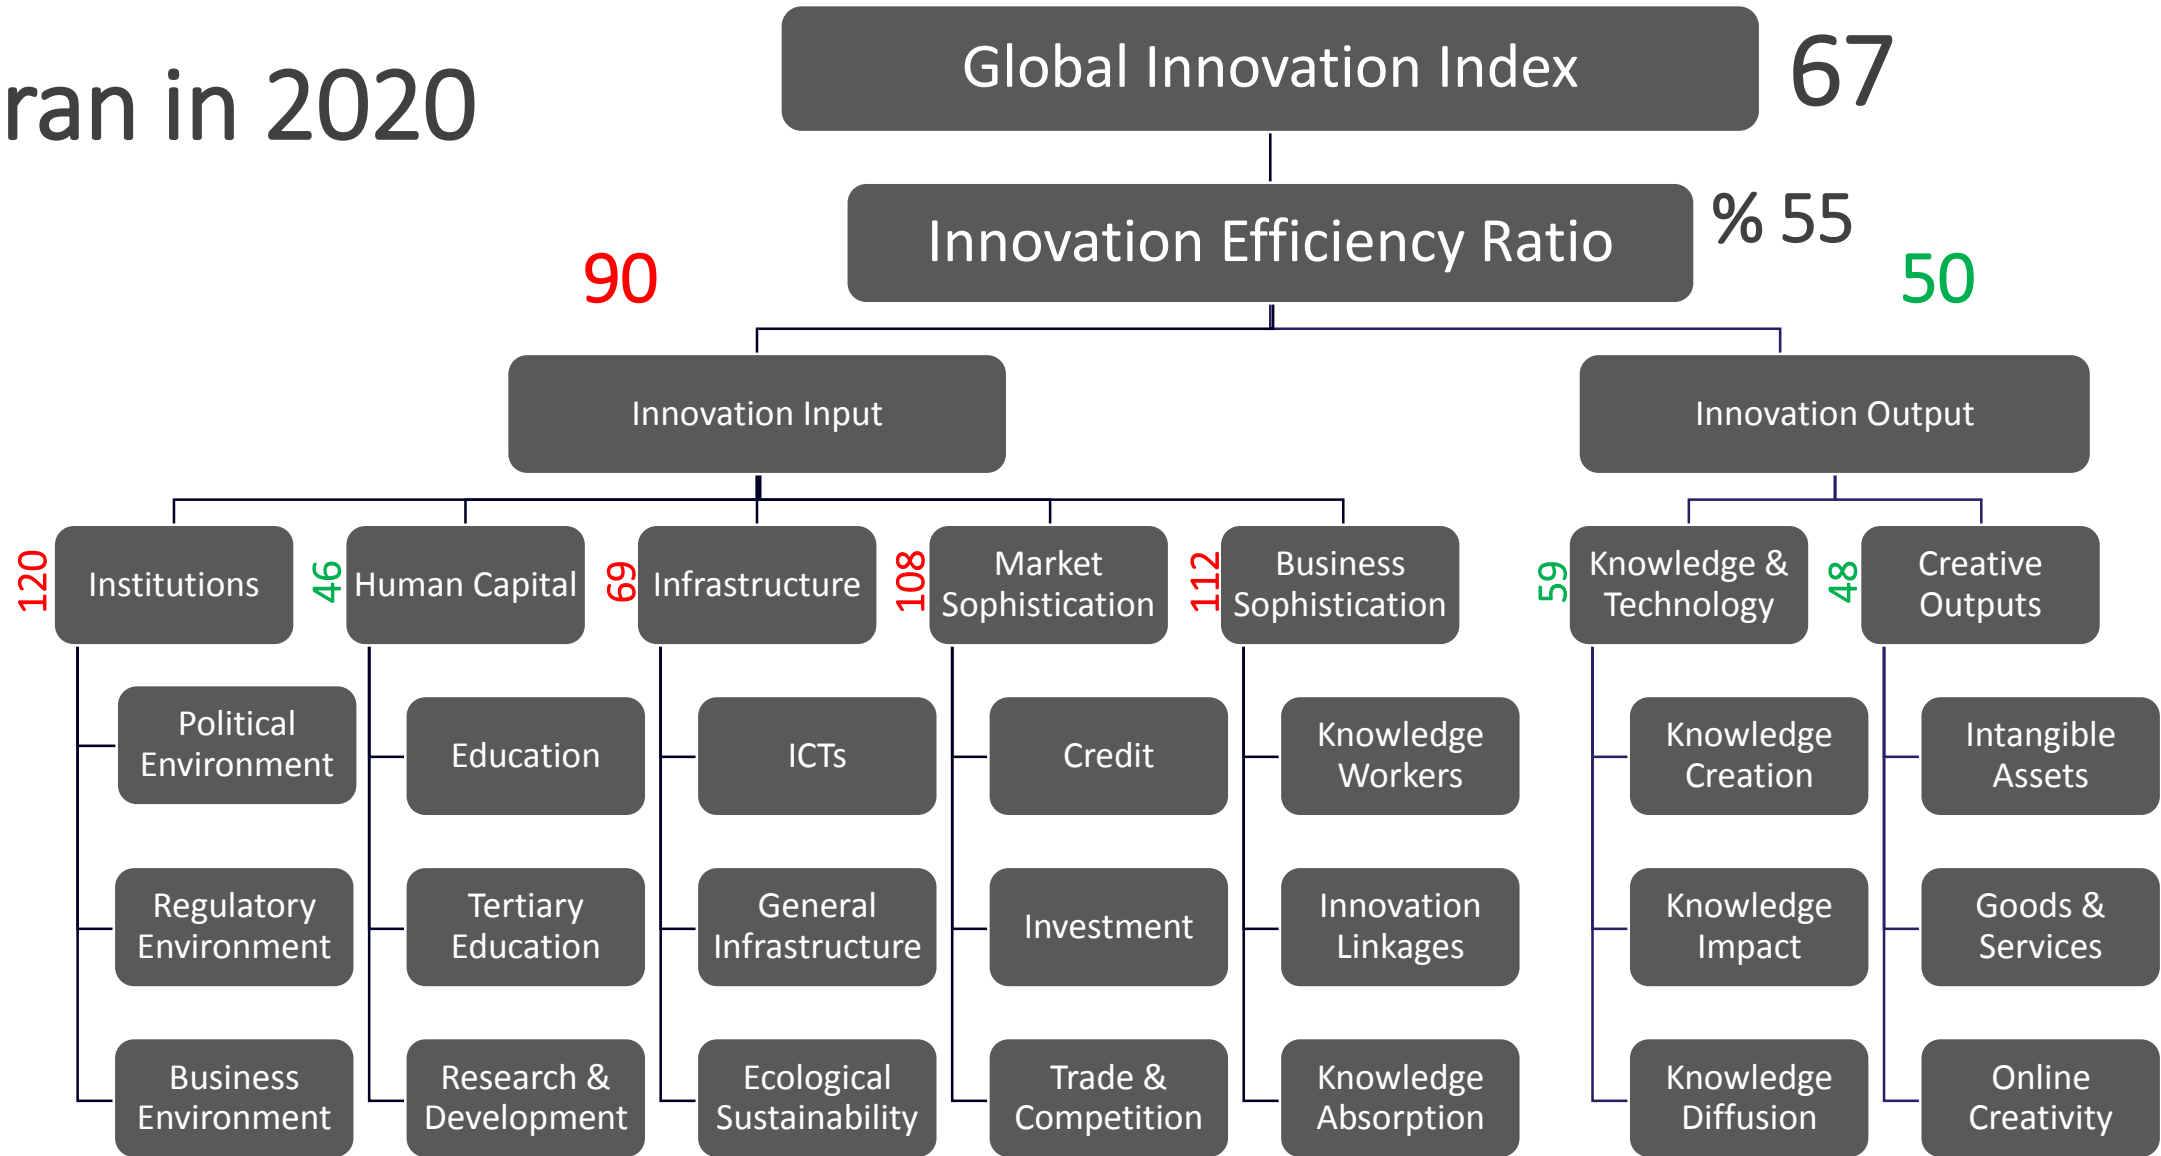 ran in 2020
Global Innovation Index
67
Innovation Efficiency Ratio
% 55
90
50
Innovation Input
Innovation Output
120
Institutions
46
Human Capital
69
Infrastructure
108
Market
Sophistication
112
Business
Sophistication
59
Knowledge &
Technology
48
Creative
Outputs
Political
Environment
Education
ICTs
Credit
Knowledge
Workers
Knowledge
Creation
Intangible
Assets
Regulatory
Environment
Tertiary
Education
General
Infrastructure
Investment
Innovation
Linkages
Knowledge
Impact
Goods &
Services
Business
Environment
Research &
Development
Ecological
Sustainability
Trade &
Competition
Knowledge
Absorption
Knowledge
Diffusion
Online
Creativity